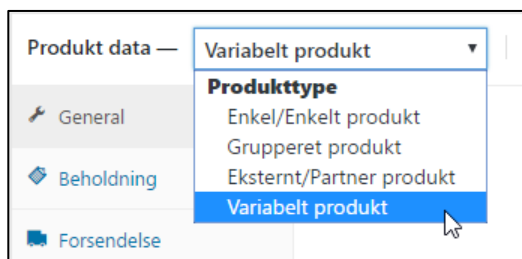 Produkt data — Variabelt produkt
Produkttype
Enkel/Enkelt produkt
Grupperet produkt
Eksternt/Partner produkt
Variabelt produkt
General
Beholdning
Forsendelse